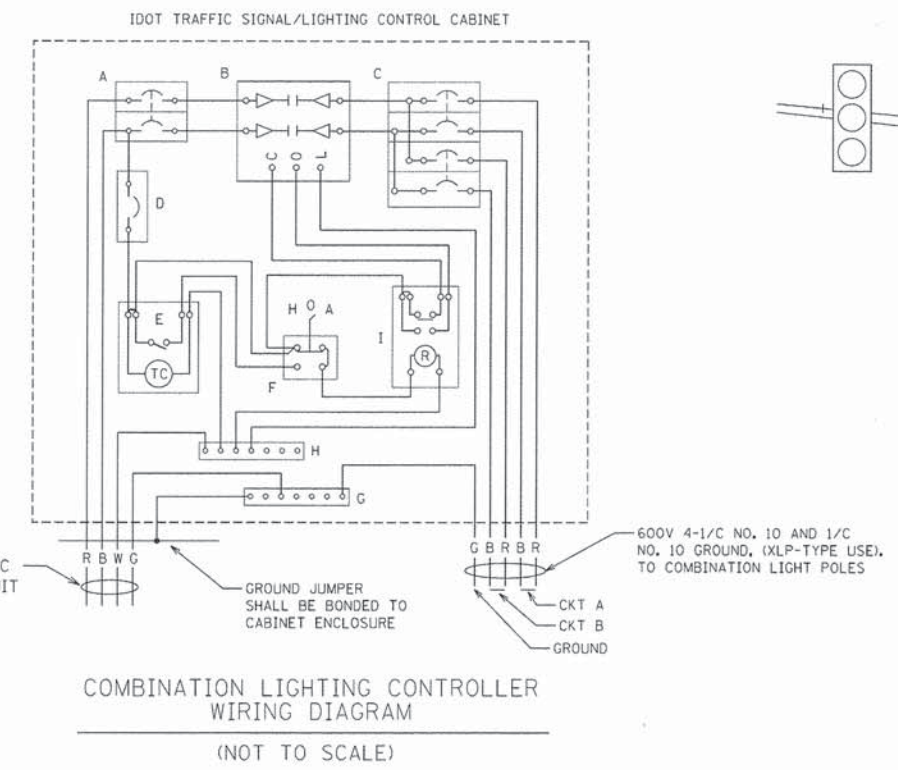 IDOT TRAFFIC SIGNAL/LIGHTING CONTROL CABINET
A
B
C
C O L
D
E
TC
H O A
F
I
R
H
G
R B W G
G B R B R
600V 4-1/C NO. 10 AND 1/C
NO. 10 GROUND, (XLP-TYPE USE),
TO COMBINATION LIGHT POLES
GROUND JUMPER
SHALL BE BONDED TO
CABINET ENCLOSURE
CKT A
CKT B
GROUND
COMBINATION LIGHTING CONTROLLER
WIRING DIAGRAM
(NOT TO SCALE)